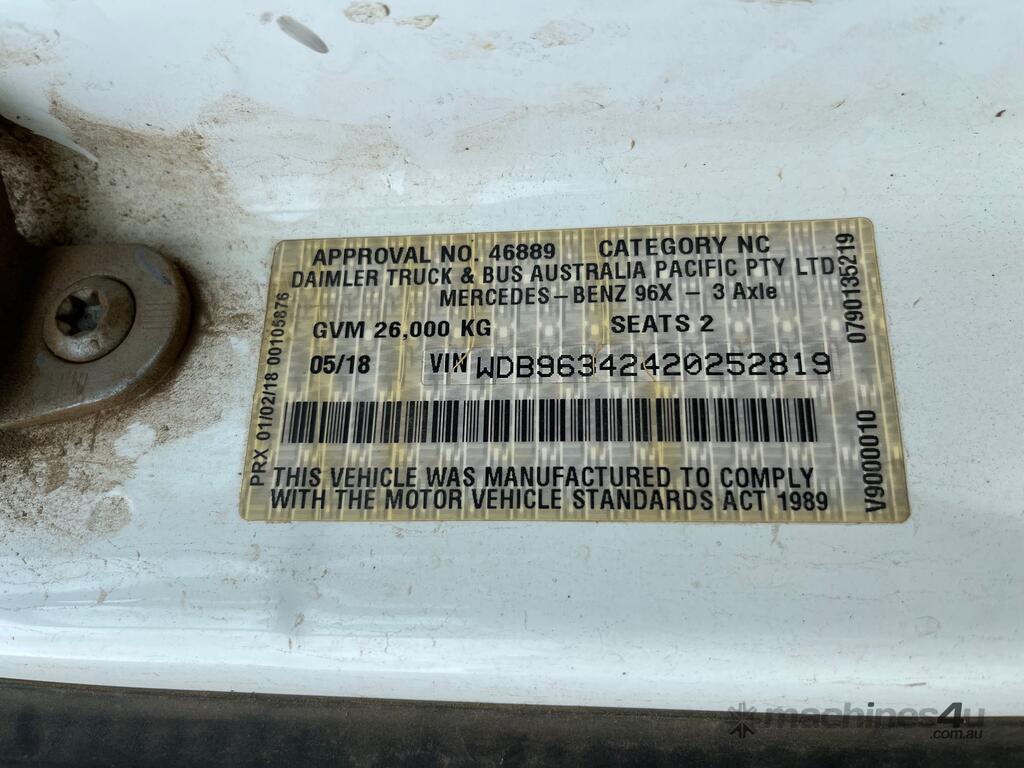 APPROVAL NO. 46889 CATEGORY NC
DAIMLER TRUCK & BUS AUSTRALIA PACIFIC PTY LTD
MERCEDES-BENZ 96X - 3 Axle
GVM 26,000 KG SEATS 2
05/18 VIN WDB96342420252819
THIS VEHICLE WAS MANUFACTURED TO COMPLY
WITH THE MOTOR VEHICLE STANDARDS ACT 1989
PRX 01/02/18 00105876
0790135219
V9000010
machines4u
.com.au